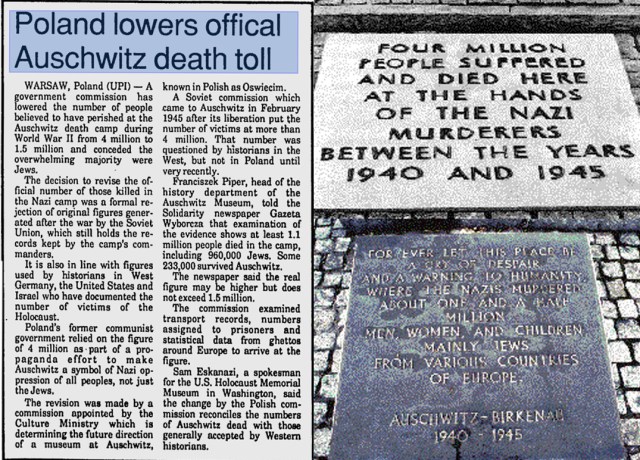 Poland lowers offical
Auschwitz death toll
WARSAW, Poland (UPI) — A
government commission has
lowered the number of people
believed to have perished at the
Auschwitz death camp during
World War II from 4 million to
1.5 million and conceded the
overwhelming majority were
Jews.
The decision to revise the of-
ficial number of those killed in
the Nazi camp was a formal re-
jection of original figures gener-
ated after the war by the Soviet
Union, which still holds the re-
cords kept by the camp's com-
manders.
It is also in line with figures
used by historians in West
Germany, the United States and
Israel who have documented the
number of victims of the
Holocaust.
Poland's former communist
government relied on the figure
of 4 million as part of a pro-
paganda effort to make
Auschwitz a symbol of Nazi op-
pression of all peoples, not just
the Jews.
The revision was made by a
commission appointed by the
Culture Ministry which is
determining the future direction
of a museum at Auschwitz,
known in Polish as Oswiecim.
A Soviet commission which
came to Auschwitz in February
1945 after its liberation put the
number of victims at more than
4 million. That number was
questioned by historians in the
West, but not in Poland until
very recently.
Franciszek Piper, head of the
history department of the
Auschwitz Museum, told the
Solidarity newspaper Gazeta
Wyborcza that examination of
the evidence shows at least 1.1
million people died in the camp,
including 960,000 Jews. Some
233,000 survived Auschwitz.
The newspaper said the real
figure may be higher but does
not exceed 1.5 million.
The commission examined
transport records, numbers
assigned to prisoners and
statistical data from ghettos
around Europe to arrive at the
figure.
Sam Eskanazi, a spokesman
for the U.S. Holocaust Memorial
Museum in Washington, said
the change by the Polish com-
mission reconciles the numbers
of Auschwitz dead with those
generally accepted by Western
historians.
FOUR MILLION
PEOPLE SUFFERED
AND DIED HERE
AT THE HANDS
OF THE NAZI
MURDERERS
BETWEEN THE YEARS
1940 AND 1945
FOR EVER LET THIS PLACE BE
A CRY OF DESPAIR
AND A WARNING TO HUMANITY
WHERE THE NAZIS MURDERED
ABOUT ONE AND A HALF
MILLION
MEN, WOMEN, AND CHILDREN
MAINLY JEWS
FROM VARIOUS COUNTRIES
OF EUROPE.
AUSCHWITZ-BIRKENAU
1940 - 1945